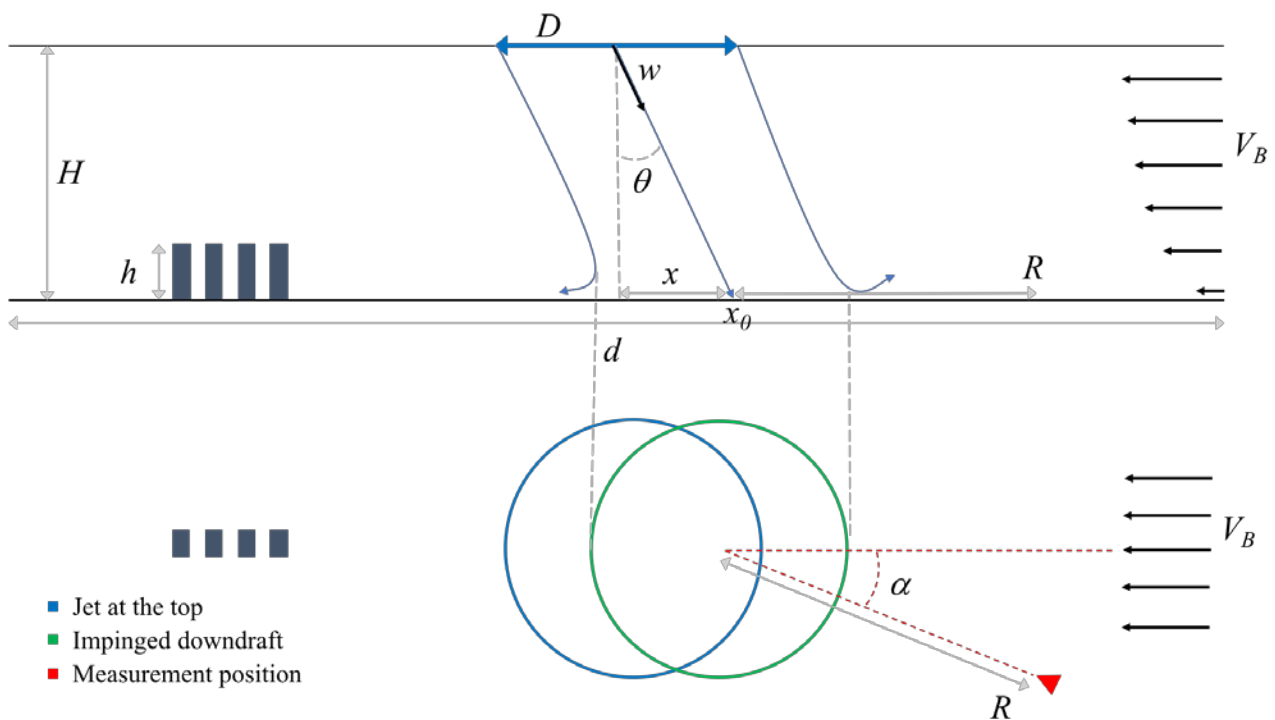 D
w
H
θ
V_B
h
x
R
x_0
d
V_B
α
Jet at the top
Impinged downdraft
Measurement position
R